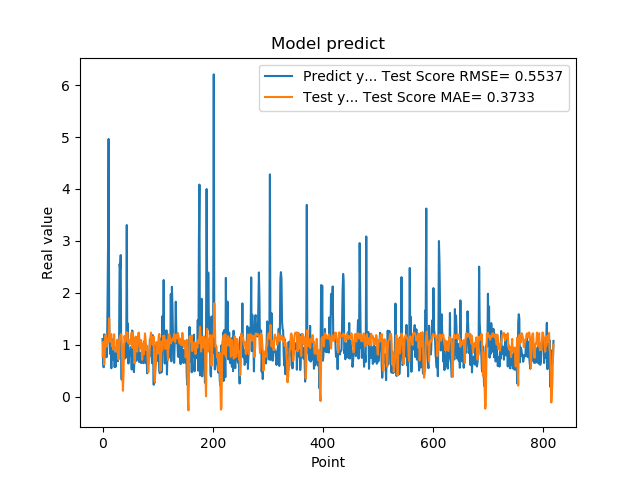 Model predict
Predict y... Test Score RMSE= 0.5537
Test y... Test Score MAE= 0.3733
Real value
6
5
4
3
2
1
0
0 200 400 600 800
Point